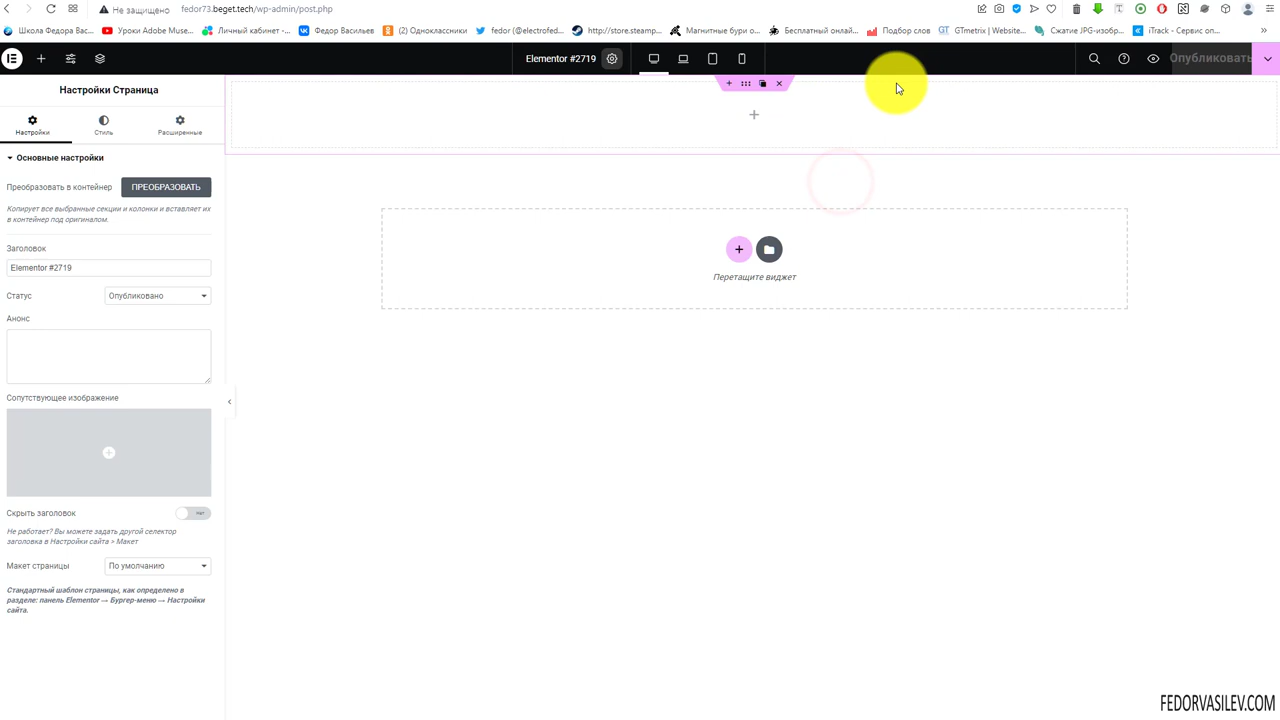 Не защищено
fedor73.beget.tech/wp-admin/post.php
Школа Федора Вас...
Уроки Adobe Muse...
Личный кабинет -...
Федор Васильев
(2) Одноклассники
fedor (@electrofed...
http://store.steamp...
Магнитные бури о...
Бесплатный онлай...
Подбор слов
GTmetrix | Website...
Сжатие JPG-изобр...
iTrack - Сервис оп...
Elementor #2719
Опубликовать
Настройки Страница
Настройки
Стиль
Расширенные
Основные настройки
Преобразовать в контейнер
ПРЕОБРАЗОВАТЬ
Копирует все выбранные секции и колонки и вставляет их
в контейнер под оригиналом.
Заголовок
Elementor #2719
Статус
Опубликовано
Анонс
Сопутствующее изображение
Скрыть заголовок
Нет
Не работает? Вы можете задать другой селектор
заголовка в Настройки сайта > Макет
Макет страницы
По умолчанию
Стандартный шаблон страницы, как определено в
разделе: панель Elementor → Бургер-меню → Настройки
сайта.
Перетащите виджет
FEDORVASILEV.COM